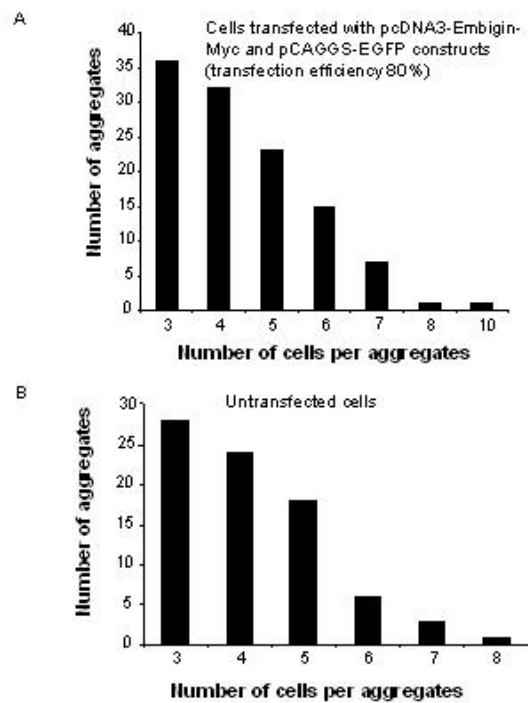 A
Cells transfected with pcDNA3-Embigin-
Myc and pCAGGS-EGFP constructs
(transfection efficiency 80%)
Number of aggregates
40
35
30
25
20
15
10
5
0
3 4 5 6 7 8 10
Number of cells per aggregates
B
Untransfected cells
Number of aggregates
30
25
20
15
10
5
0
3 4 5 6 7 8
Number of cells per aggregates